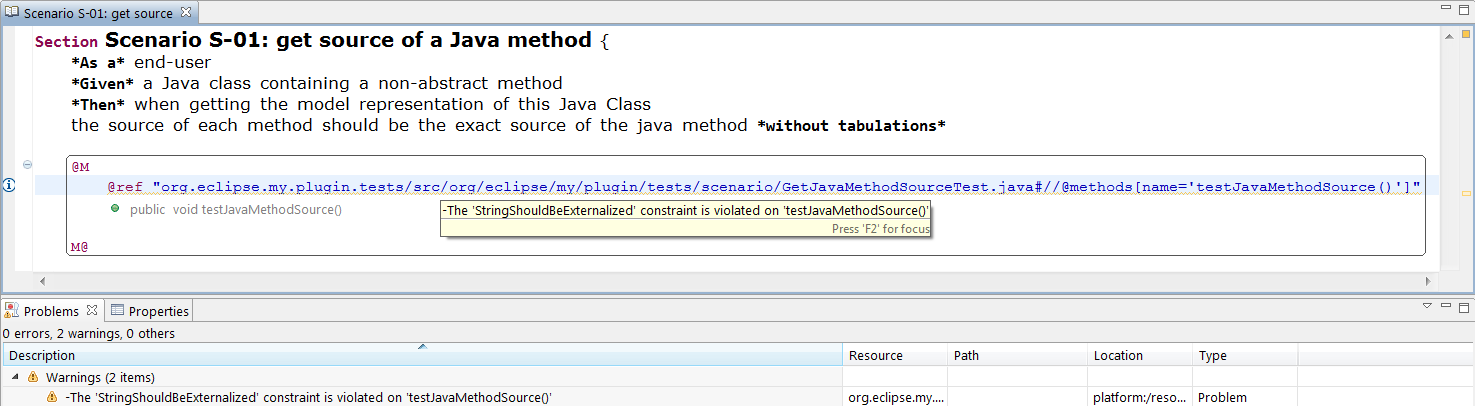 Scenario S-01: get source
Section Scenario S-01: get source of a Java method {
*As a* end-user
*Given* a Java class containing a non-abstract method
*Then* when getting the model representation of this Java Class
the source of each method should be the exact source of the java method *without tabulations*
@M
@ref "org.eclipse.my.plugin.tests/src/org/eclipse/my/plugin/tests/scenario/GetJavaMethodSourceTest.java#//@methods[name='testJavaMethodSource()']"
public void testJavaMethodSource()
-The 'StringShouldBeExternalized' constraint is violated on 'testJavaMethodSource()'
Press 'F2' for focus
M@
Problems Properties
0 errors, 2 warnings, 0 others
Description Resource Path Location Type
Warnings (2 items)
-The 'StringShouldBeExternalized' constraint is violated on 'testJavaMethodSource()' org.eclipse.my.... platform:/reso... Problem